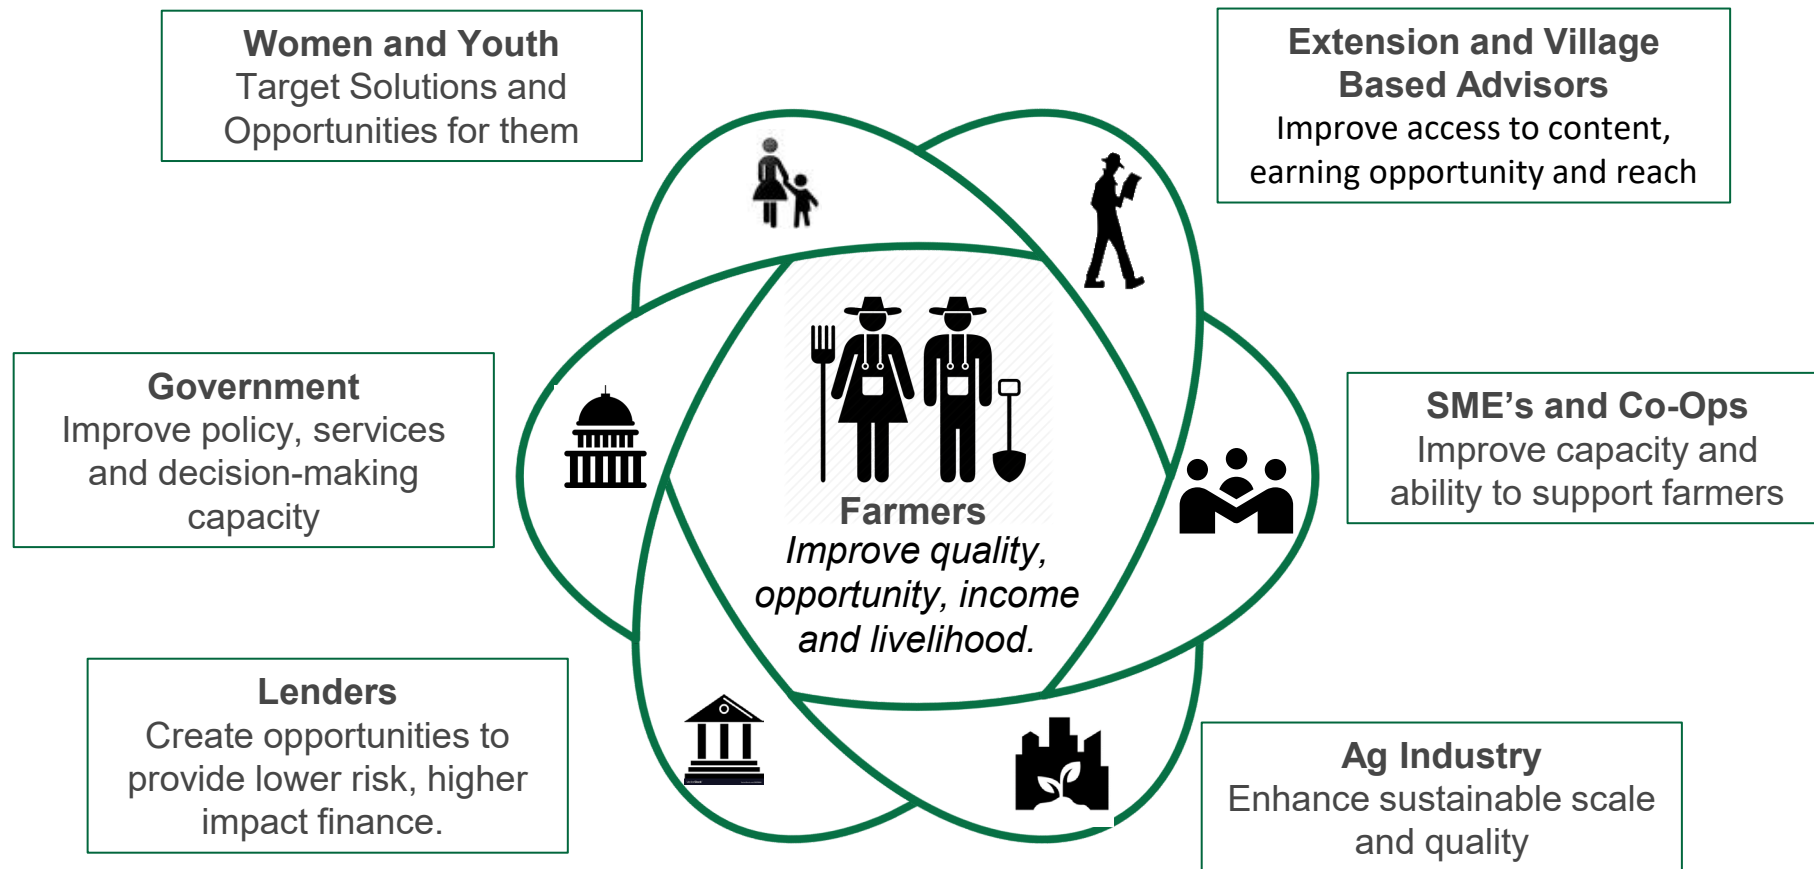 Women and Youth
Target Solutions and
Opportunities for them
Extension and Village
Based Advisors
Improve access to content,
earning opportunity and reach
Government
Improve policy, services
and decision-making
capacity
Farmers
Improve quality,
opportunity, income
and livelihood.
SME’s and Co-Ops
Improve capacity and
ability to support farmers
Lenders
Create opportunities to
provide lower risk, higher
impact finance.
Ag Industry
Enhance sustainable scale
and quality